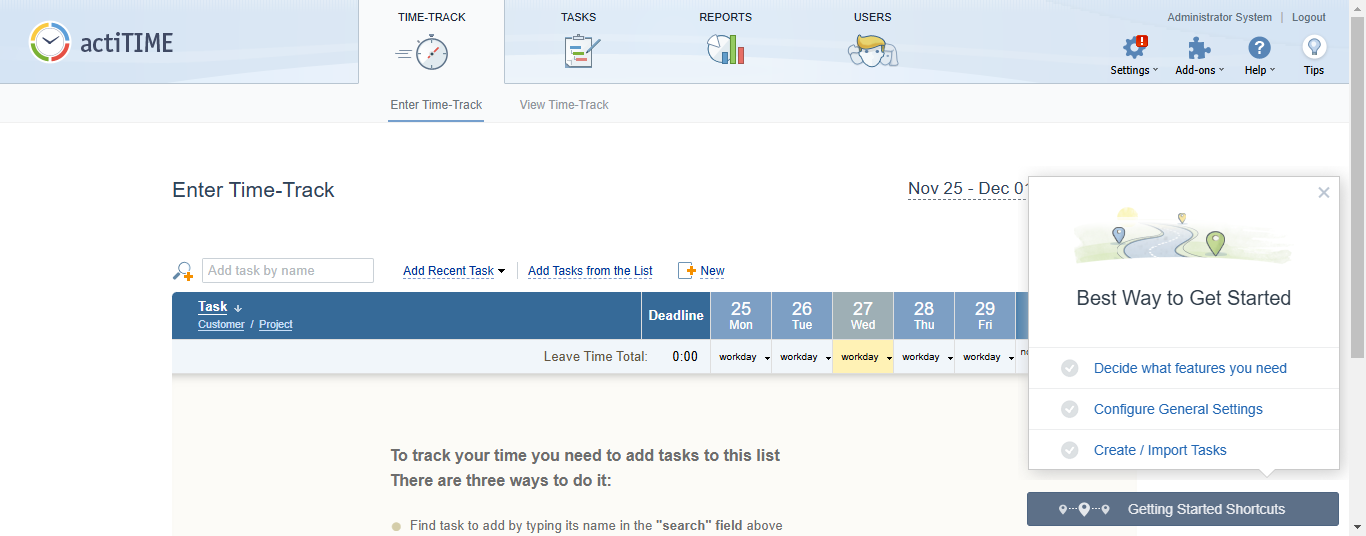 actiTIME
TIME-TRACK
TASKS
REPORTS
USERS
Administrator System
Logout
Settings
Add-ons
Help
Tips
Enter Time-Track
View Time-Track
Enter Time-Track
Nov 25 - Dec 01
Add task by name
Add Recent Task
Add Tasks from the List
New
Task
Customer / Project
Deadline
25
Mon
26
Tue
27
Wed
28
Thu
29
Fri
Leave Time Total:
0:00
workday
workday
workday
workday
workday
To track your time you need to add tasks to this list
There are three ways to do it:
Find task to add by typing its name in the "search" field above
Best Way to Get Started
Decide what features you need
Configure General Settings
Create / Import Tasks
Getting Started Shortcuts